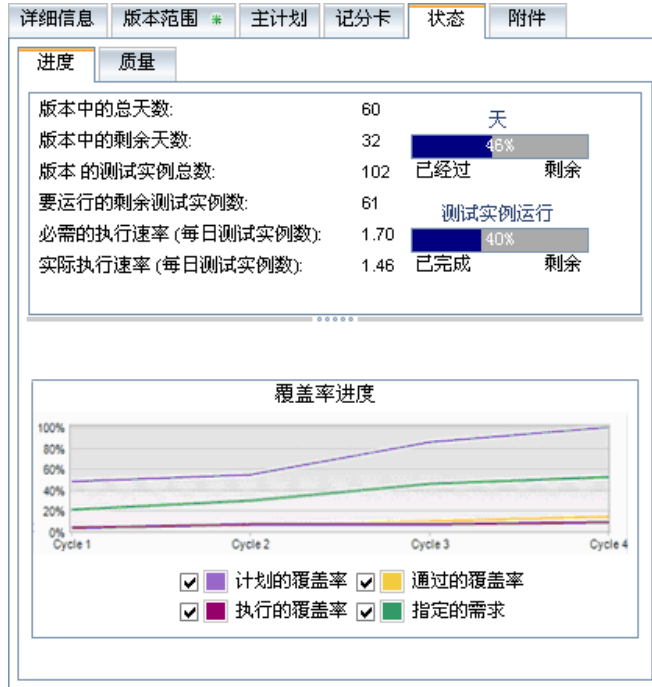 详细信息 版本范围 * 主计划 记分卡 状态 附件
进度 质量
版本中的总天数: 60
天
版本中的剩余天数: 32
46%
版本 的测试实例总数: 102
已经过 剩余
要运行的剩余测试实例数: 61
测试实例运行
必需的执行速率 (每日测试实例数): 1.70
40%
实际执行速率 (每日测试实例数): 1.46
已完成 剩余
覆盖率进度
100%
80%
60%
40%
20%
0%
Cycle 1 Cycle 2 Cycle 3 Cycle 4
计划的覆盖率 通过的覆盖率
执行的覆盖率 指定的需求